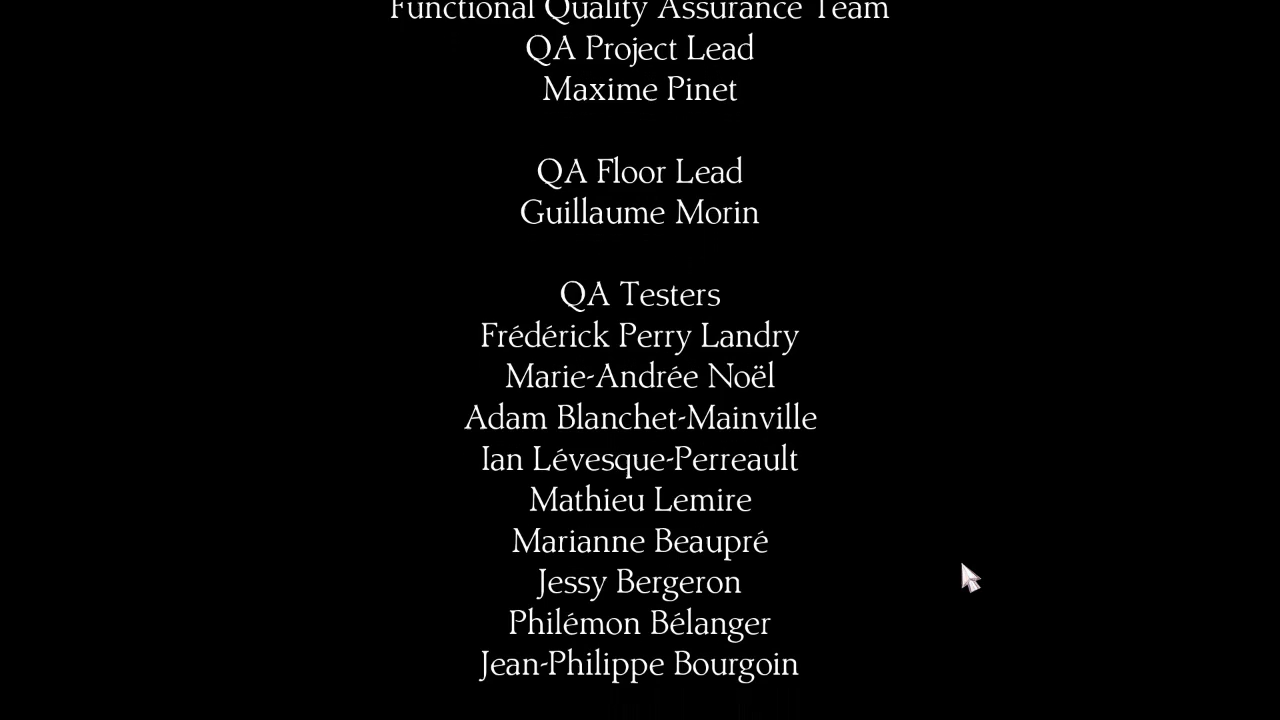 Functional Quality Assurance Team
QA Project Lead
Maxime Pinet
QA Floor Lead
Guillaume Morin
QA Testers
Frédérick Perry Landry
Marie-Andrée Noël
Adam Blanchet-Mainville
Ian Lévesque-Perreault
Mathieu Lemire
Marianne Beaupré
Jessy Bergeron
Philémon Bélanger
Jean-Philippe Bourgoin